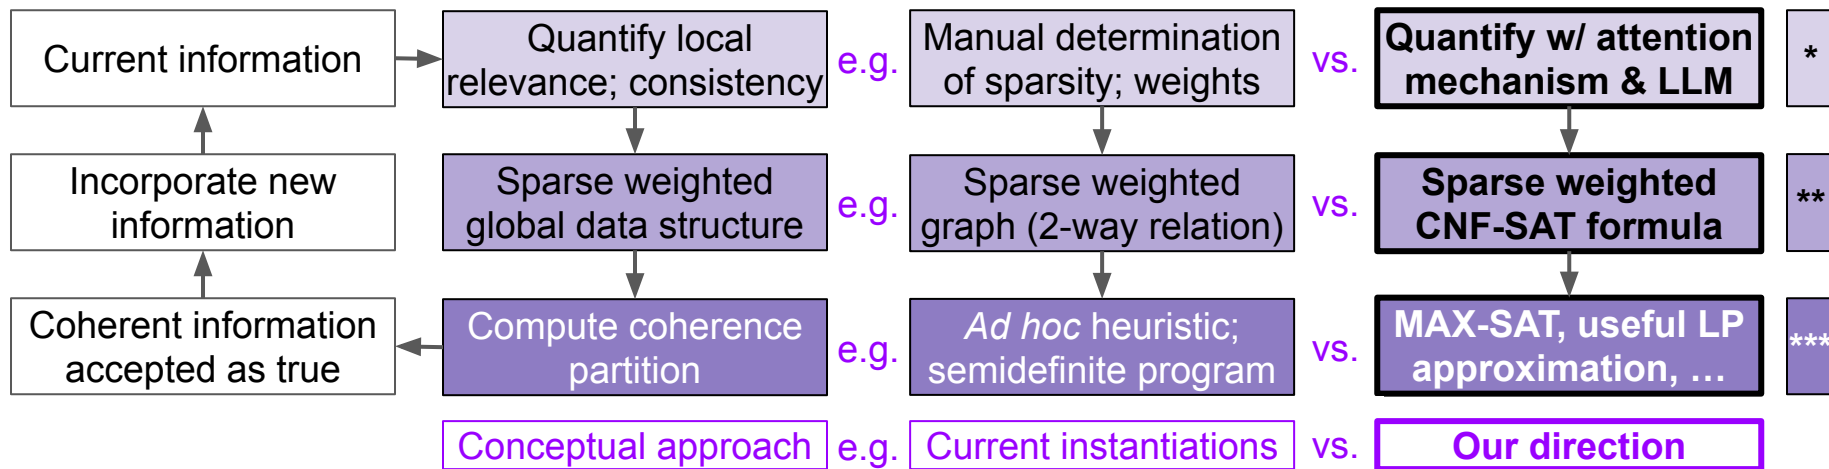 Current information
Quantify local
relevance; consistency
e.g.
Manual determination
of sparsity; weights
vs.
Quantify w/ attention
mechanism & LLM
*
Incorporate new
information
Sparse weighted
global data structure
e.g.
Sparse weighted
graph (2-way relation)
vs.
Sparse weighted
CNF-SAT formula
**
Coherent information
accepted as true
Compute coherence
partition
e.g.
Ad hoc heuristic;
semidefinite program
vs.
MAX-SAT, useful LP
approximation, …
***
Conceptual approach
e.g.
Current instantiations
vs.
Our direction